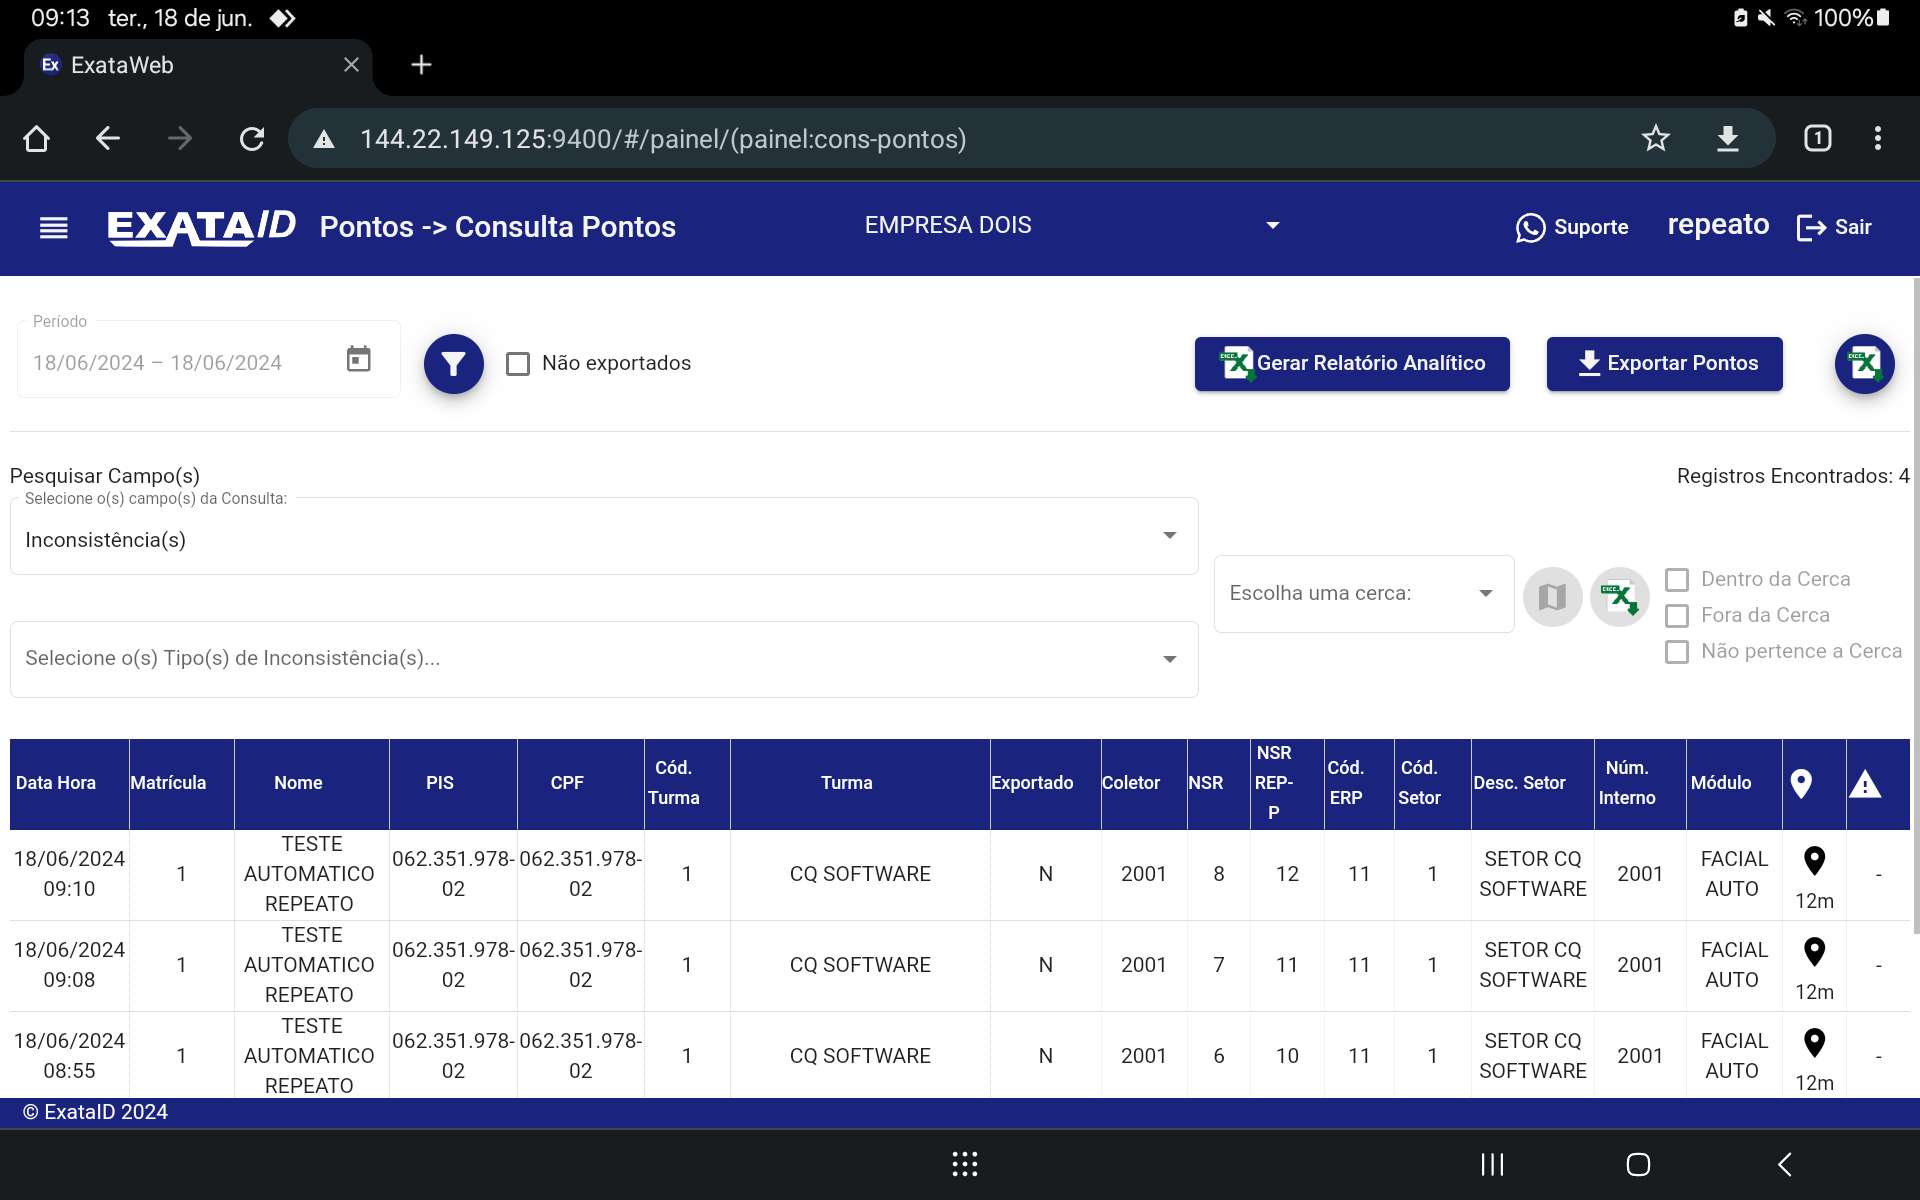 09:13 ter., 18 de jun.
100%
Ex ExataWeb
144.22.149.125:9400/#/painel/(painel:cons-pontos)
1
EXATAID Pontos -> Consulta Pontos
EMPRESA DOIS
Suporte
repeato
Sair
Período
18/06/2024 – 18/06/2024
Não exportados
Gerar Relatório Analítico
Exportar Pontos
Pesquisar Campo(s)
Registros Encontrados: 4
Selecione o(s) campo(s) da Consulta:
Inconsistência(s)
Escolha uma cerca:
Dentro da Cerca
Fora da Cerca
Não pertence a Cerca
Selecione o(s) Tipo(s) de Inconsistência(s)...
Data Hora Matrícula Nome PIS CPF Cód. Turma Turma Exportado Coletor NSR NSR REP-P Cód. ERP Cód. Setor Desc. Setor Núm. Interno Módulo
18/06/2024 09:10 1 TESTE AUTOMATICO REPEATO 062.351.978-02 062.351.978-02 1 CQ SOFTWARE N 2001 8 12 11 1 SETOR CQ SOFTWARE 2001 FACIAL AUTO 12m -
18/06/2024 09:08 1 TESTE AUTOMATICO REPEATO 062.351.978-02 062.351.978-02 1 CQ SOFTWARE N 2001 7 11 11 1 SETOR CQ SOFTWARE 2001 FACIAL AUTO 12m -
18/06/2024 08:55 1 TESTE AUTOMATICO REPEATO 062.351.978-02 062.351.978-02 1 CQ SOFTWARE N 2001 6 10 11 1 SETOR CQ SOFTWARE 2001 FACIAL AUTO 12m -
© ExataID 2024